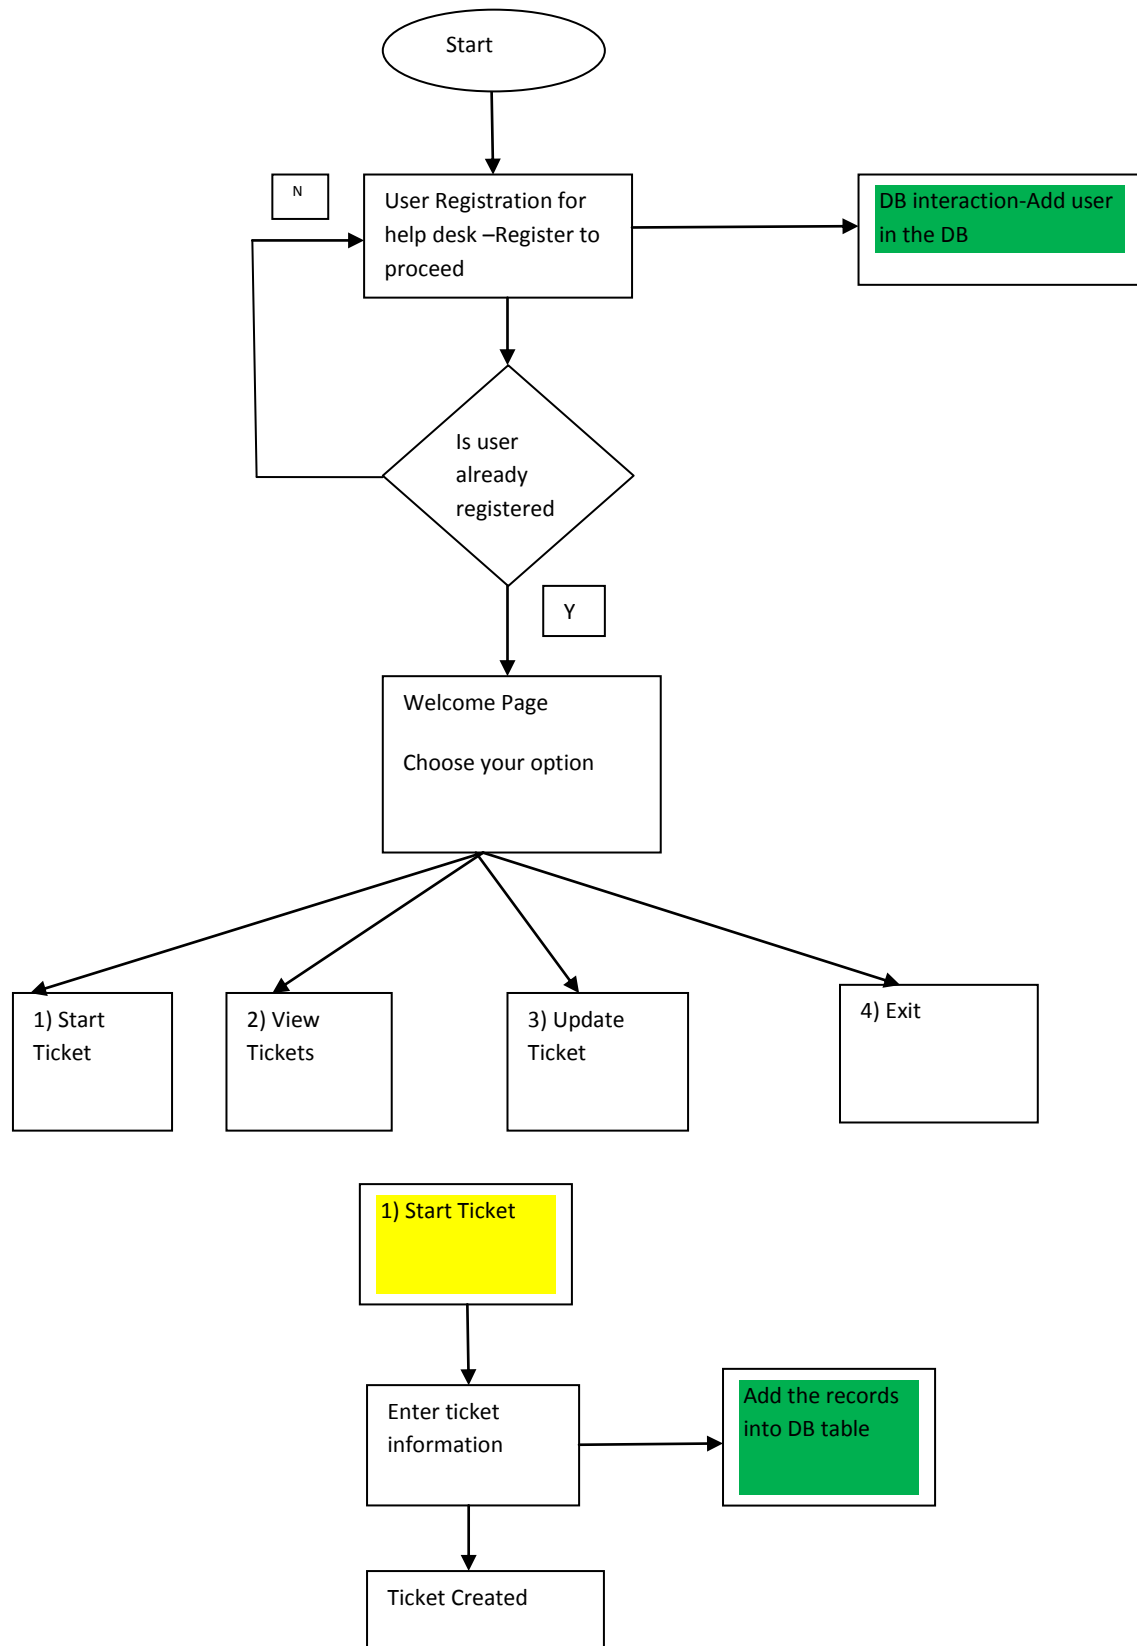 Start
N
User Registration for
help desk –Register to
proceed
DB interaction-Add user
in the DB
Is user
already
registered
Y
Welcome Page
Choose your option
1) Start
Ticket
2) View
Tickets
3) Update
Ticket
4) Exit
1) Start Ticket
Enter ticket
information
Add the records
into DB table
Ticket Created